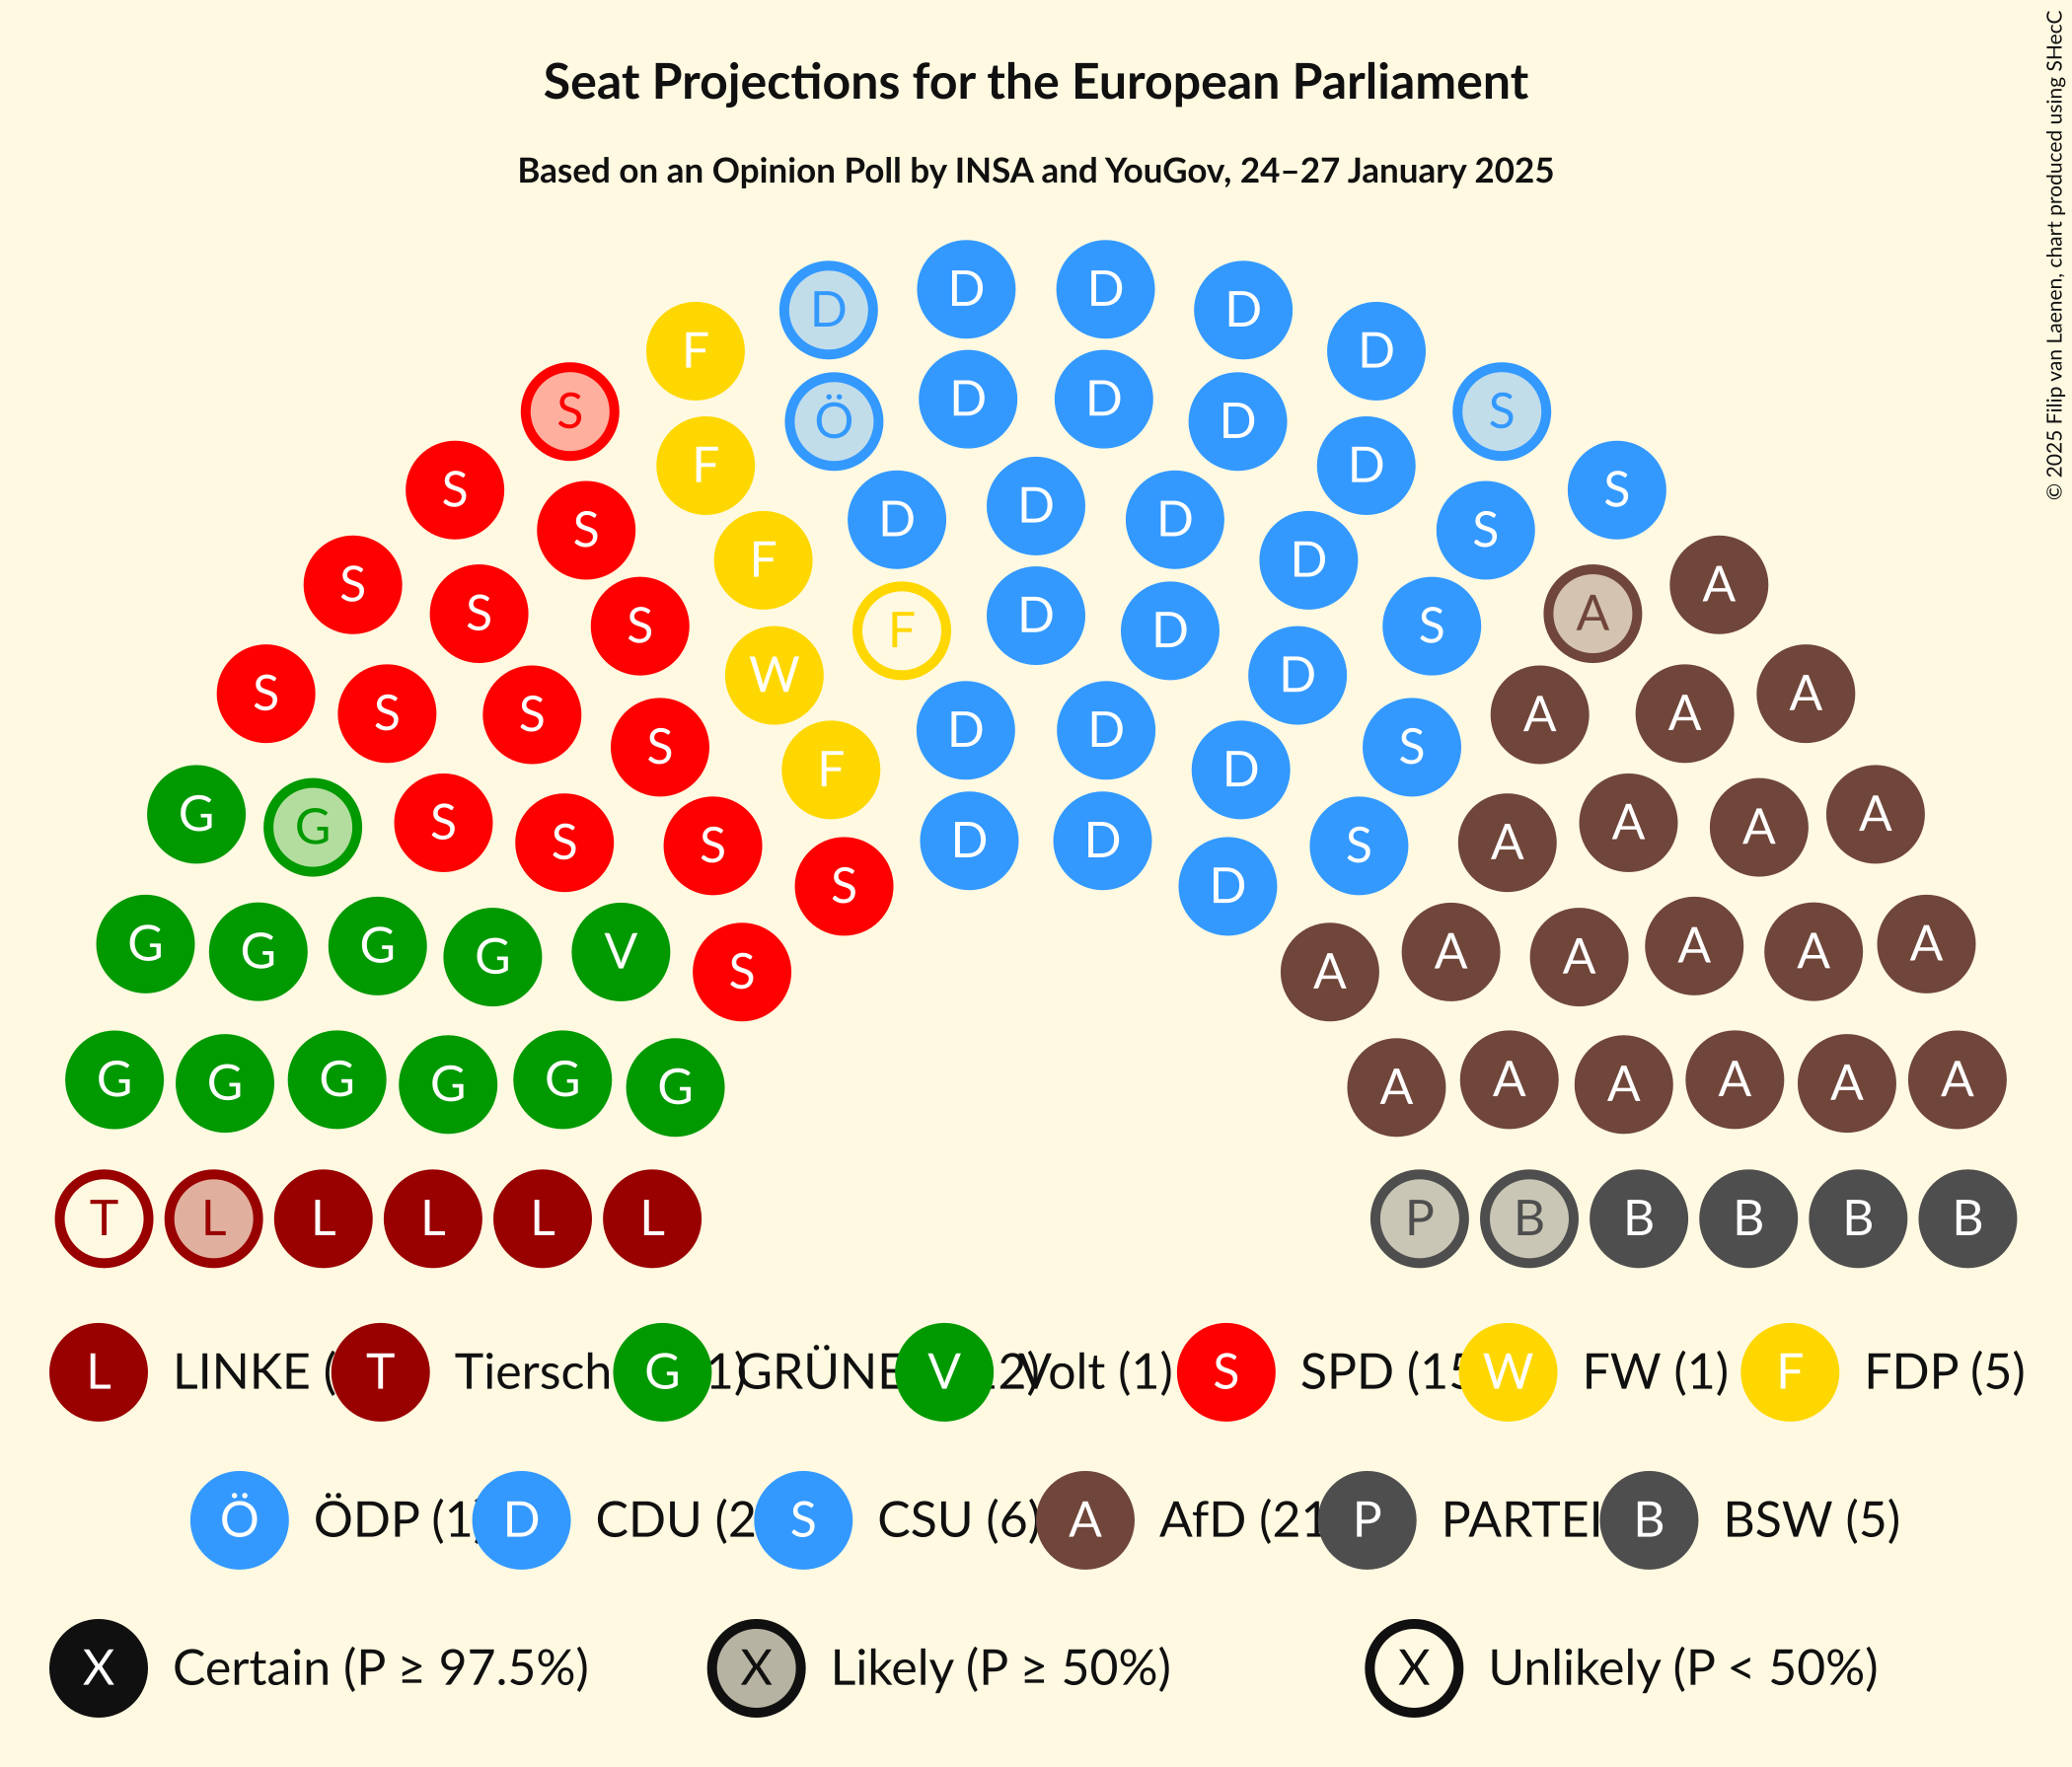 Seat Projections for the European Parliament
Based on an Opinion Poll by INSA and YouGov, 24–27 January 2025
© 2025 Filip van Laenen, chart produced using SHecC
D D
D D
F D
D D
S S
Ö D
F D
S S
D D D
S S
F D
S A
S D A
S F D S
W D
S A
S S A A
D D
S S
F D
G A
S A
G A
D D
S A
S S
S D
G A
G A
G G V A A A
G A
S A
G G G G G G A A A A A A
T L L L L L P B B B B B
L LINKE ( T Tiersch G 1) GRÜNE V 2) Volt (1) S SPD (15 W FW (1) F FDP (5)
Ö ÖDP (1 D CDU (2 S CSU (6) A AfD (21 P PARTEI B BSW (5)
X Certain (P ≥ 97.5%) X Likely (P ≥ 50%) X Unlikely (P < 50%)